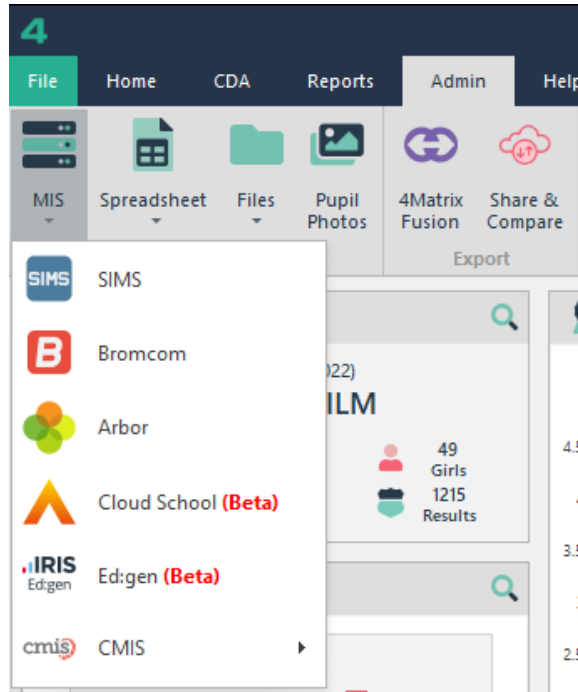 4
File Home CDA Reports Admin Help
MIS Spreadsheet Files Pupil Photos 4Matrix Fusion Share & Compare
Export
SIMS SIMS
B Bromcom
Arbor
Cloud School (Beta)
IRIS Ed:gen Ed:gen (Beta)
cmis CMIS
022)
ILM
49
Girls
1215
Results
4.5
3.5
2.5